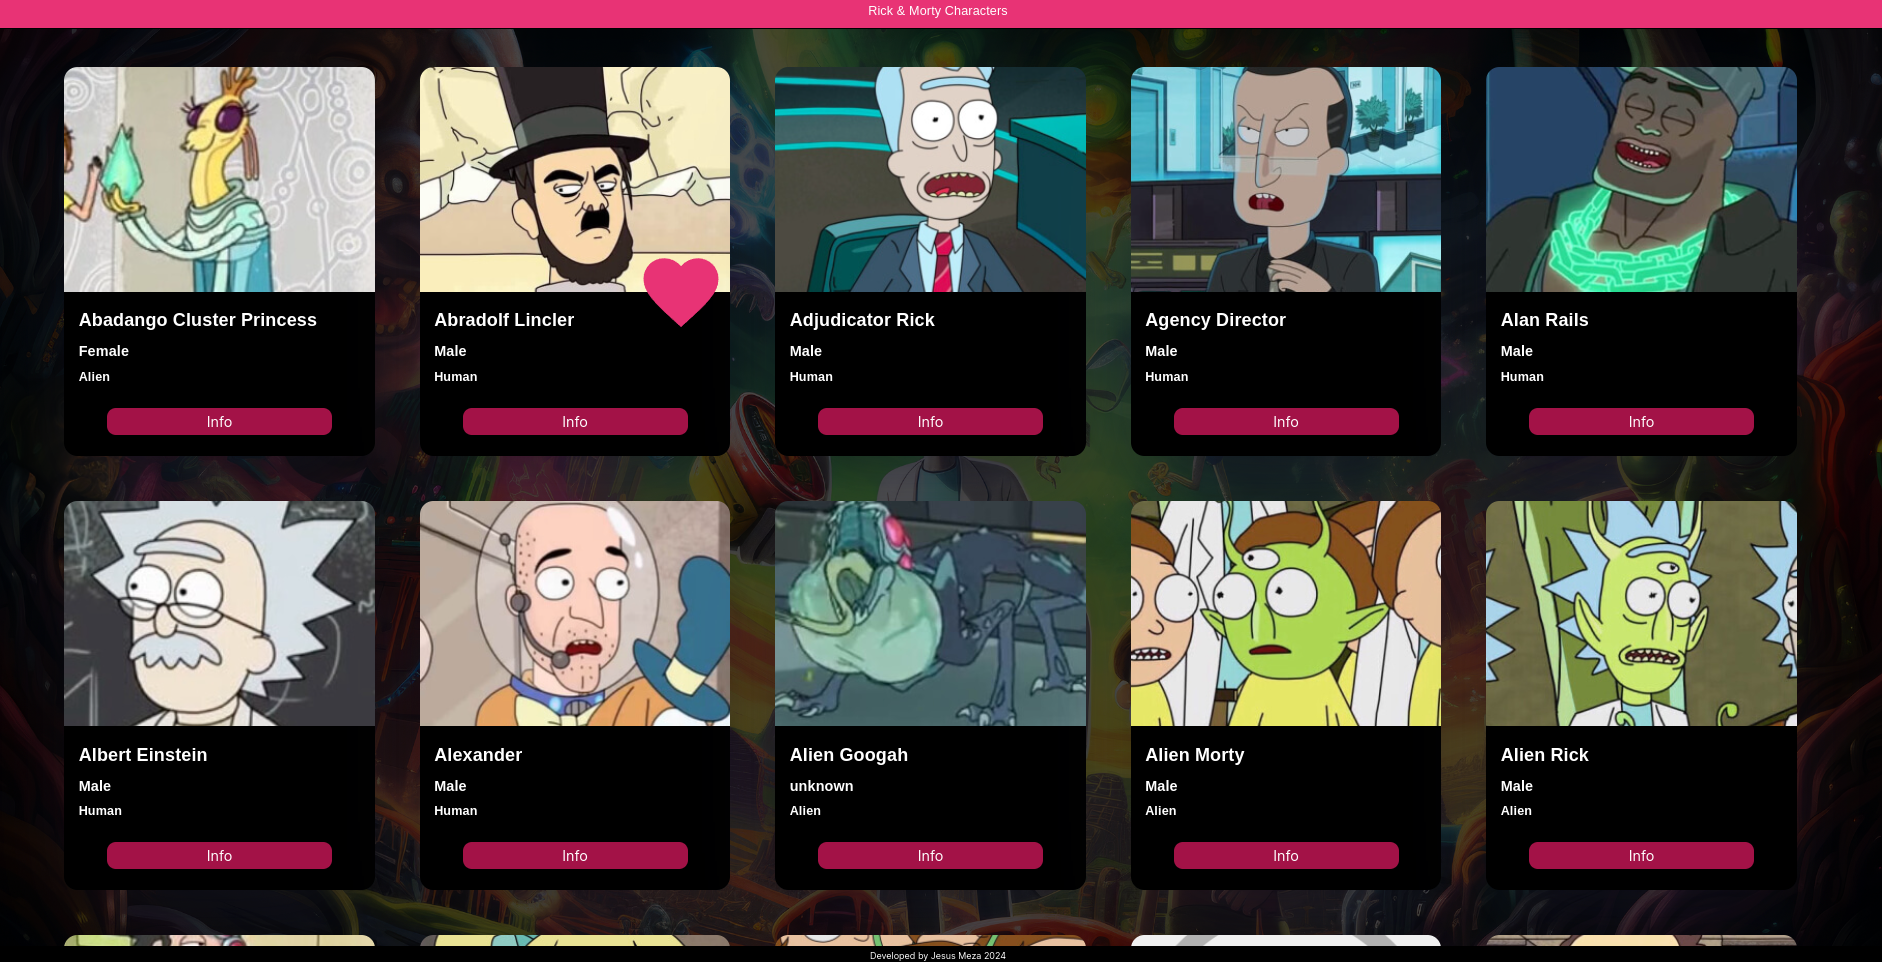 Rick & Morty Characters
Abadango Cluster Princess
Female
Alien
Info
Abradolf Lincler
Male
Human
Info
Adjudicator Rick
Male
Human
Info
Agency Director
Male
Human
Info
Alan Rails
Male
Human
Info
Albert Einstein
Male
Human
Info
Alexander
Male
Human
Info
Alien Googah
unknown
Alien
Info
Alien Morty
Male
Alien
Info
Alien Rick
Male
Alien
Info
Developed by Jesus Meza 2024